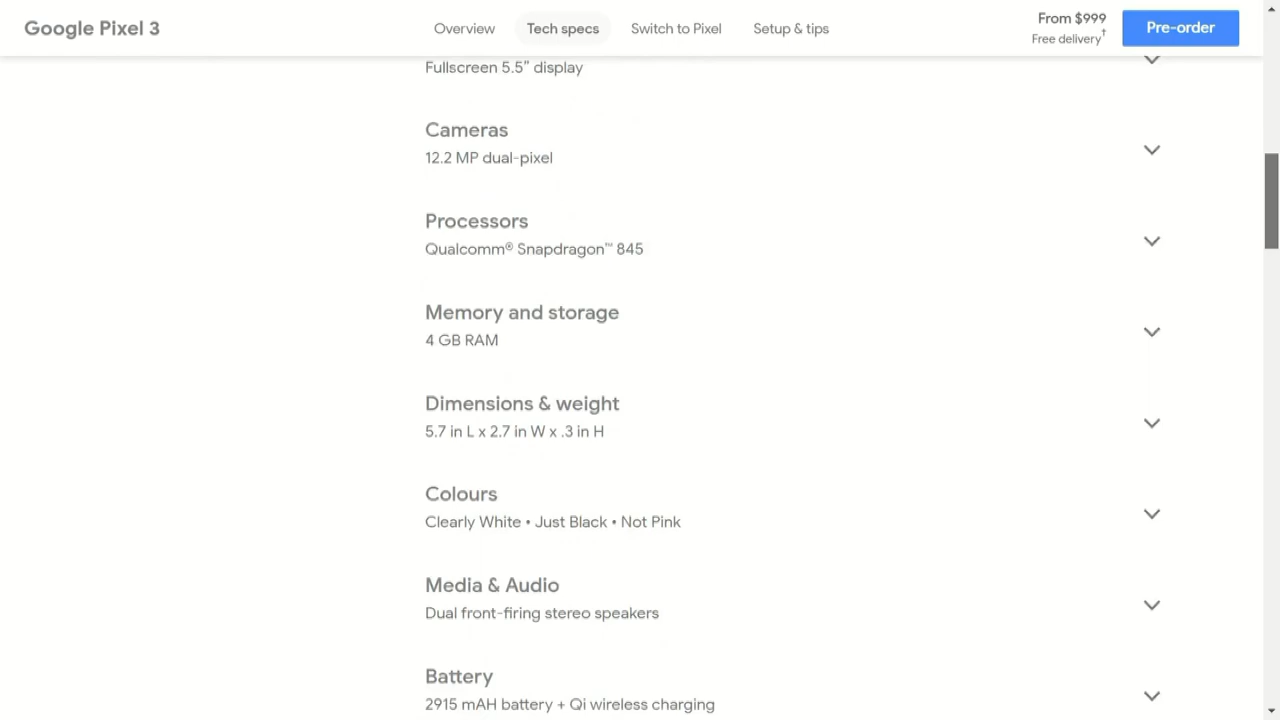 Google Pixel 3
Overview
Tech specs
Switch to Pixel
Setup & tips
From $999
Free delivery†
Pre-order
Fullscreen 5.5” display
Cameras
12.2 MP dual-pixel
Processors
Qualcomm® Snapdragon™ 845
Memory and storage
4 GB RAM
Dimensions & weight
5.7 in L x 2.7 in W x .3 in H
Colours
Clearly White • Just Black • Not Pink
Media & Audio
Dual front-firing stereo speakers
Battery
2915 mAH battery + Qi wireless charging